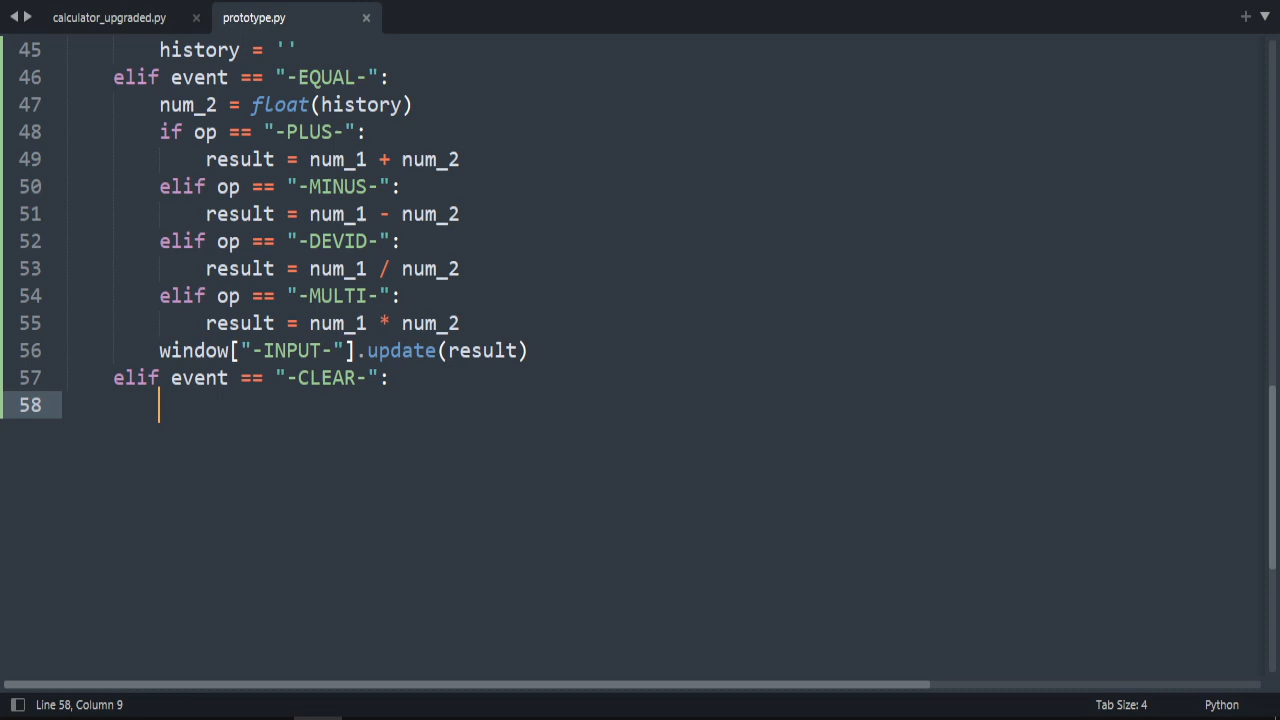 calculator_upgraded.py × prototype.py × +
45 history = ''
46 elif event == "-EQUAL-":
47 num_2 = float(history)
48 if op == "-PLUS-":
49 result = num_1 + num_2
50 elif op == "-MINUS-":
51 result = num_1 - num_2
52 elif op == "-DEVID-":
53 result = num_1 / num_2
54 elif op == "-MULTI-":
55 result = num_1 * num_2
56 window["-INPUT-"].update(result)
57 elif event == "-CLEAR-":
58
Line 58, Column 9 Tab Size: 4 Python